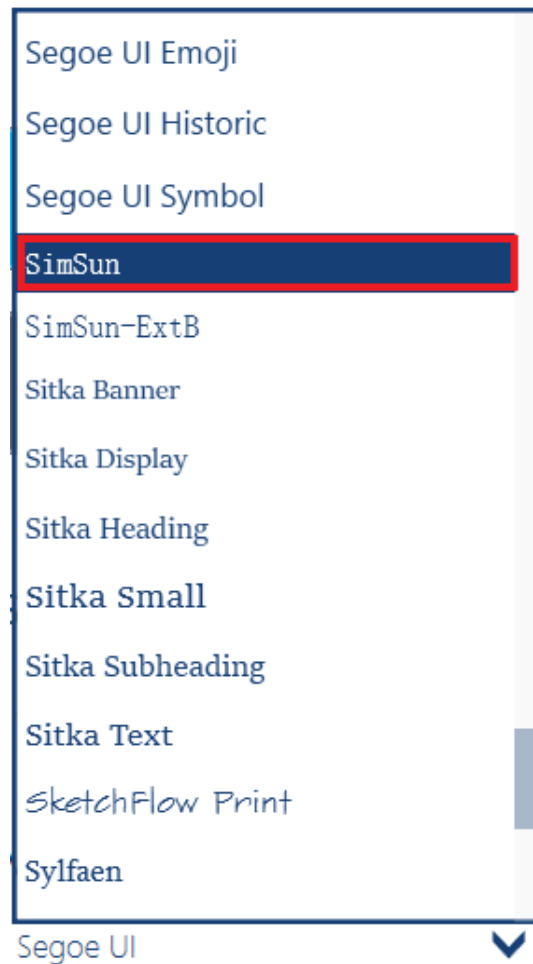 Segoe UI Emoji
Segoe UI Historic
Segoe UI Symbol
SimSun
SimSun-ExtB
Sitka Banner
Sitka Display
Sitka Heading
Sitka Small
Sitka Subheading
Sitka Text
SketchFlow Print
Sylfaen
Segoe UI